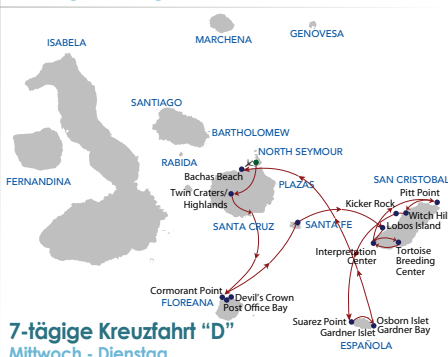 MARCHENA
GENOVESA
ISABELA
SANTIAGO
BARTHOLOMEW
NORTH SEYMOUR
RABIDA
Bachas Beach
PLAZAS
FERNANDINA
Twin Craters/
Highlands
SAN CRISTOBAL
Pitt Point
Kicker Rock
Witch Hil
Lobos Island
SANTA CRUZ
SANTA FE
Interpretation
Center
Tortoise
Breeding
Center
Cormorant Point
Devil's Crown
FLOREANA
Post Office Bay
Suarez Point
Osborn Islet
Gardner Islet
Gardner Bay
ESPAÑOLA
7-tägige Kreuzfahrt “D”
Mittwoch - Dienstag